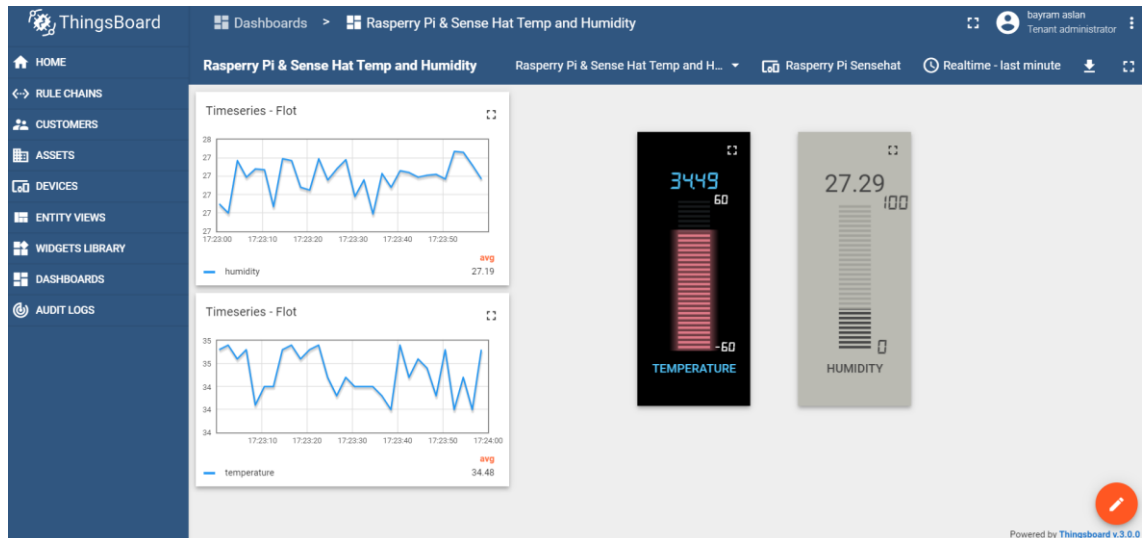 ThingsBoard
Dashboards > Rasperry Pi & Sense Hat Temp and Humidity
bayram aslan
Tenant administrator
HOME
RULE CHAINS
CUSTOMERS
ASSETS
DEVICES
ENTITY VIEWS
WIDGETS LIBRARY
DASHBOARDS
AUDIT LOGS
Rasperry Pi & Sense Hat Temp and Humidity
Rasperry Pi & Sense Hat Temp and H...
Rasperry Pi Sensehat
Realtime - last minute
Timeseries - Flot
28
27
27
27
27
27
17:23:00 17:23:10 17:23:20 17:23:30 17:23:40 17:23:50
avg
humidity 27.19
Timeseries - Flot
35
35
34
34
34
17:23:10 17:23:20 17:23:30 17:23:40 17:23:50 17:24:00
avg
temperature 34.48
34.49
60
-60
TEMPERATURE
27.29
100
0
HUMIDITY
Powered by Thingsboard v.3.0.0